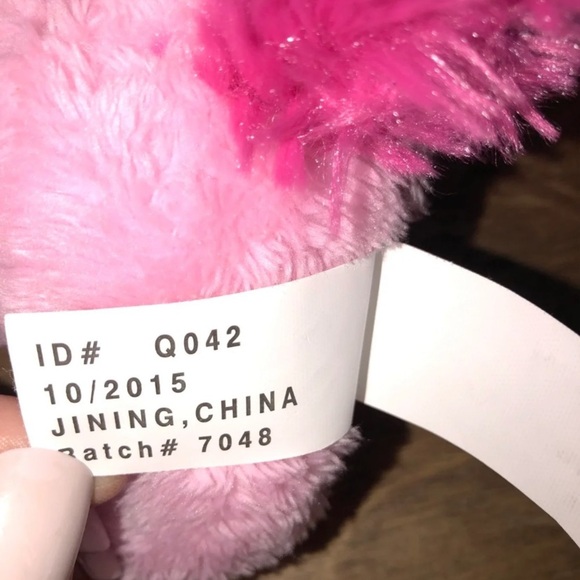 ID# Q042
10/2015
JINING,CHINA
Batch# 7048